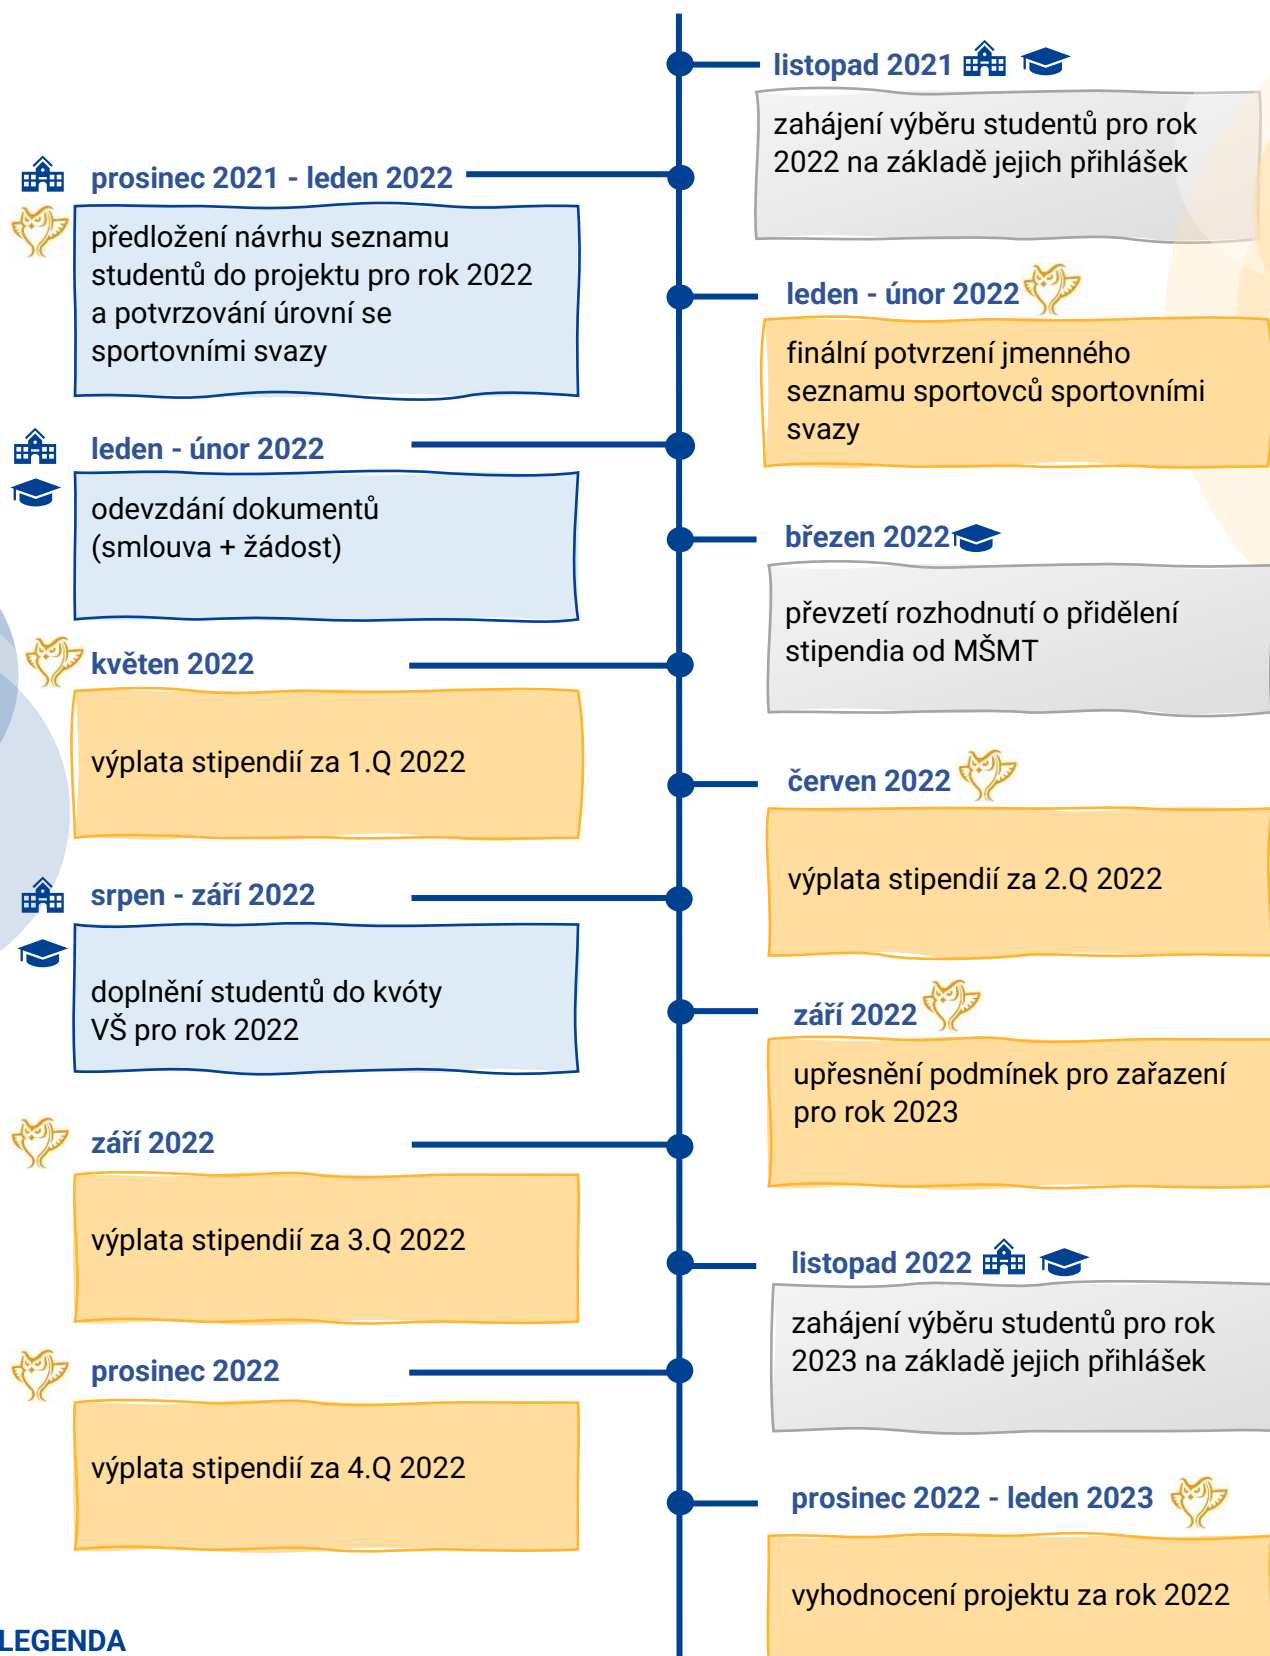 listopad 2021
zahájení výběru studentů pro rok
2022 na základě jejich přihlášek
prosinec 2021 - leden 2022
předložení návrhu seznamu
studentů do projektu pro rok 2022
a potvrzování úrovní se
sportovními svazy
leden - únor 2022
finální potvrzení jmenného
seznamu sportovců sportovními
svazy
leden - únor 2022
odevzdání dokumentů
(smlouva + žádost)
březen 2022
převzetí rozhodnutí o přidělení
stipendia od MŠMT
květen 2022
výplata stipendií za 1.Q 2022
červen 2022
výplata stipendií za 2.Q 2022
srpen - září 2022
doplnění studentů do kvóty
VŠ pro rok 2022
září 2022
upřesnění podmínek pro zařazení
pro rok 2023
září 2022
výplata stipendií za 3.Q 2022
listopad 2022
zahájení výběru studentů pro rok
2023 na základě jejich přihlášek
prosinec 2022
výplata stipendií za 4.Q 2022
prosinec 2022 - leden 2023
vyhodnocení projektu za rok 2022
LEGENDA